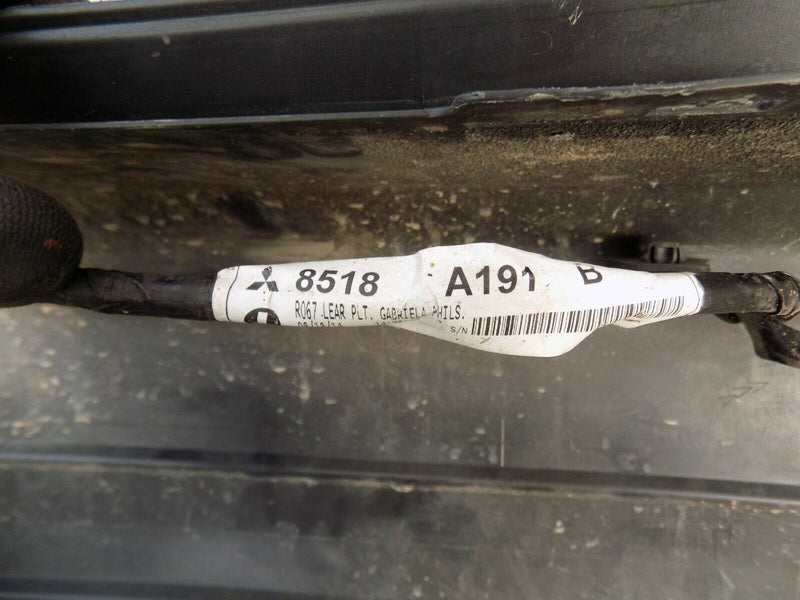 8518 A191 B
R067 LEAR PLT. GABRIELA PHILS.
S/N